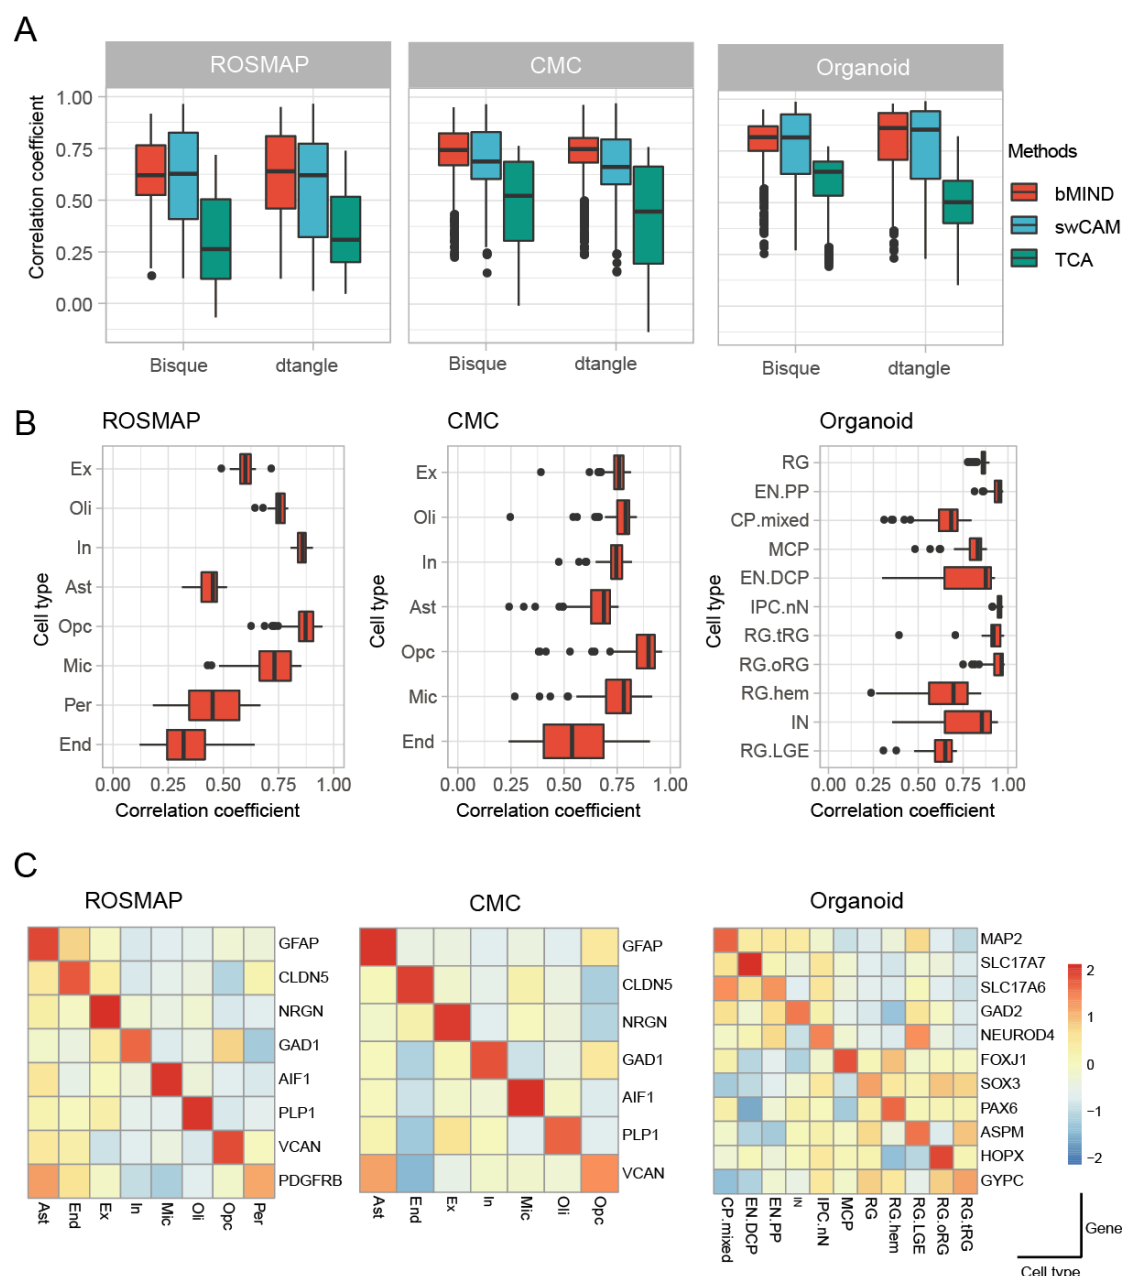 A
ROSMAP
CMC
Organoid
Correlation coefficient
1.00
0.75
0.50
0.25
0.00
Bisque
dtangle
Bisque
dtangle
Bisque
dtangle
Methods
bMIND
swCAM
TCA
B
ROSMAP
CMC
Organoid
Cell type
Ex
Oli
In
Ast
Opc
Mic
Per
End
0.00 0.25 0.50 0.75 1.00
Correlation coefficient
Cell type
Ex
Oli
In
Ast
Opc
Mic
End
0.00 0.25 0.50 0.75 1.00
Correlation coefficient
Cell type
RG
EN.PP
CP.mixed
MCP
EN.DCP
IPC.nN
RG.tRG
RG.oRG
RG.hem
IN
RG.LGE
0.00 0.25 0.50 0.75 1.00
Correlation coefficient
C
ROSMAP
CMC
Organoid
GFAP
CLDN5
NRGN
GAD1
AIF1
PLP1
VCAN
PDGFRB
Ast End Ex In Mic Oli Opc Per
GFAP
CLDN5
NRGN
GAD1
AIF1
PLP1
VCAN
Ast End Ex In Mic Oli Opc
MAP2
SLC17A7
SLC17A6
GAD2
NEUROD4
FOXJ1
SOX3
PAX6
ASPM
HOPX
GYPC
CP.mixed EN.DCP EN.PP IN IPC.nN MCP RG RG.hem RG.LGE RG.oRG RG.tRG
2
1
0
−1
−2
Gene
Cell type